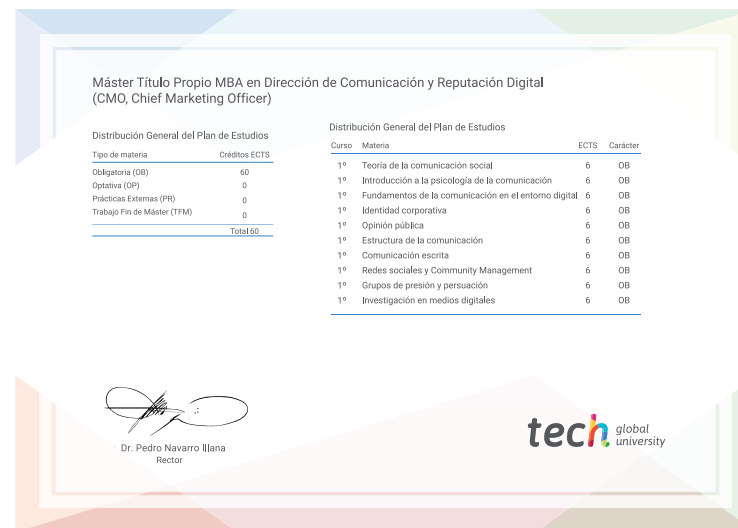 Máster Título Propio MBA en Dirección de Comunicación y Reputación Digital
(CMO, Chief Marketing Officer)
Distribución General del Plan de Estudios
Tipo de materia Créditos ECTS
Obligatoria (OB) 60
Optativa (OP) 0
Prácticas Externas (PR) 0
Trabajo Fin de Máster (TFM) 0
Total 60
Distribución General del Plan de Estudios
Curso Materia ECTS Carácter
1º Teoría de la comunicación social 6 OB
1º Introducción a la psicología de la comunicación 6 OB
1º Fundamentos de la comunicación en el entorno digital 6 OB
1º Identidad corporativa 6 OB
1º Opinión pública 6 OB
1º Estructura de la comunicación 6 OB
1º Comunicación escrita 6 OB
1º Redes sociales y Community Management 6 OB
1º Grupos de presión y persuación 6 OB
1º Investigación en medios digitales 6 OB
Dr. Pedro Navarro Illana
Rector
tech global
university